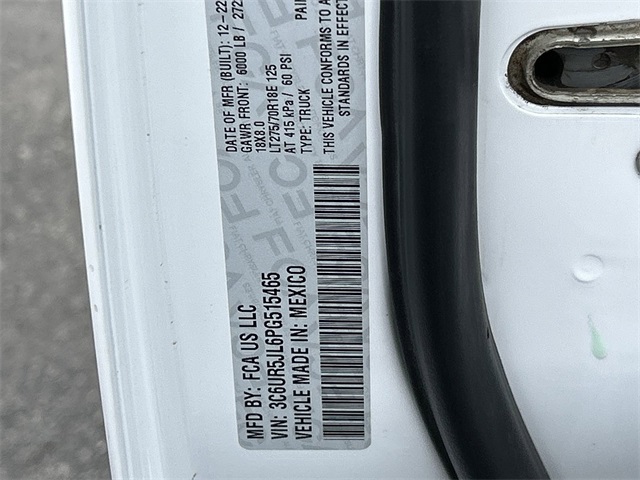 MFD BY: FCA US LLC
DATE OF MFR (BUILT): 12-22
GAWR FRONT: 6000 LB / 272
18X8.0
LT275/70R18E 125
AT 415 kPa / 60 PSI
TYPE: TRUCK
PAI
THIS VEHICLE CONFORMS TO A
STANDARDS IN EFFECT
VIN: 3C6UR5JL6PG515465
VEHICLE MADE IN: MEXICO